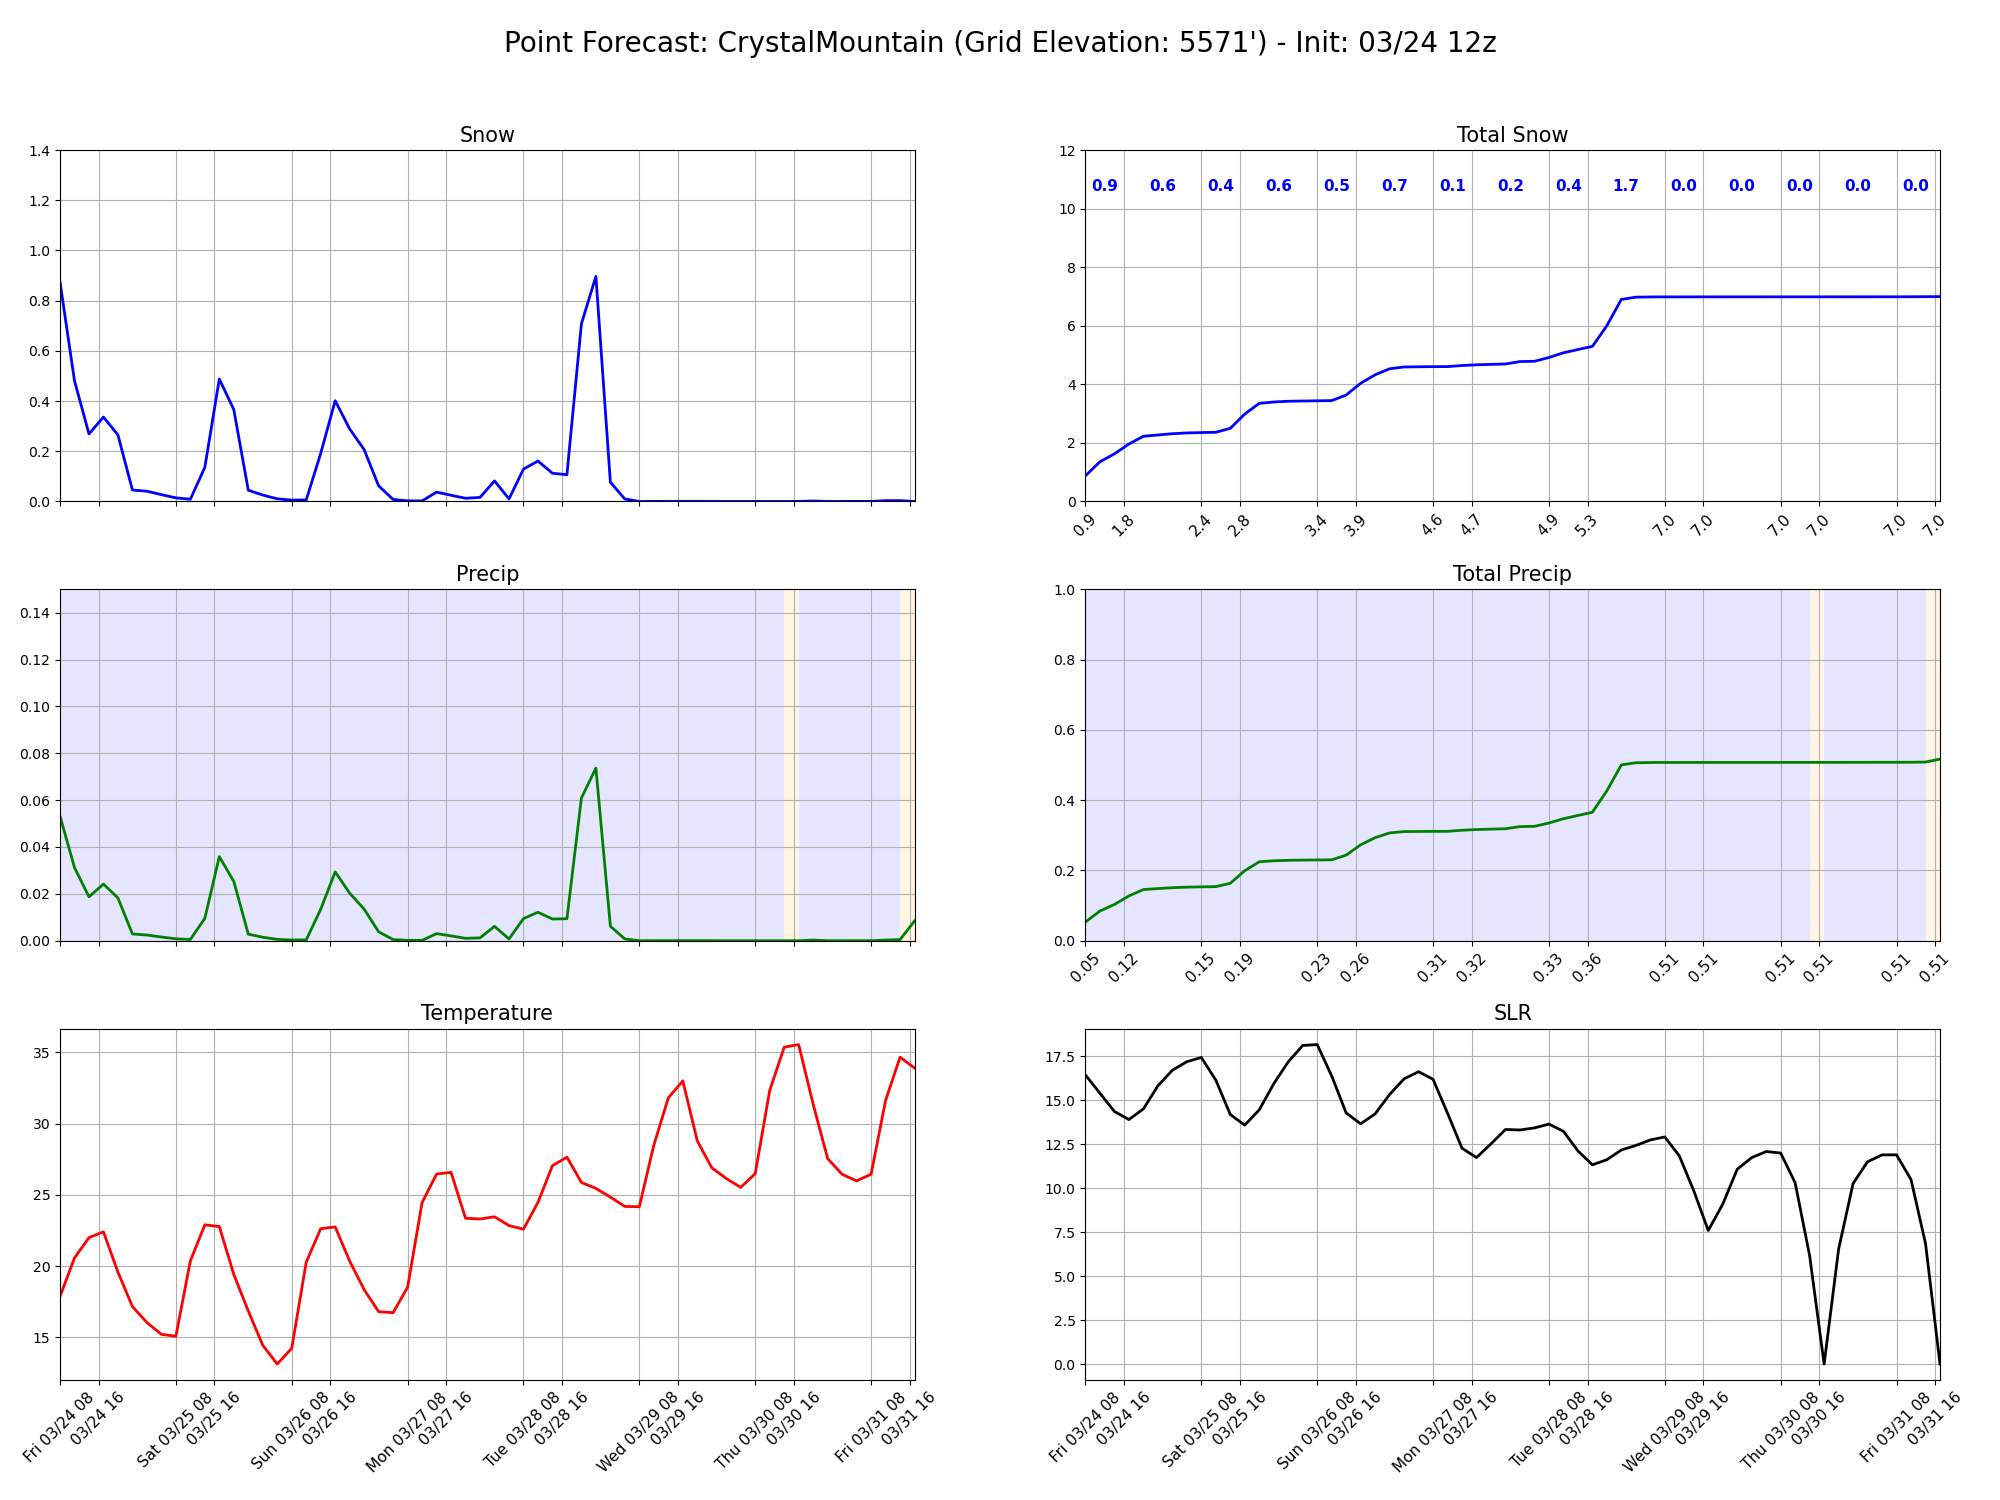 Point Forecast: CrystalMountain (Grid Elevation: 5571') - Init: 03/24 12z
Snow
1.4
1.2
1.0
0.8
0.6
0.4
0.2
0.0
Total Snow
12
10
8
6
4
2
0
0.9 0.6 0.4 0.6 0.5 0.7 0.1 0.2 0.4 1.7 0.0 0.0 0.0 0.0 0.0
0.9 1.8 2.4 2.8 3.4 3.9 4.6 4.7 4.9 5.3 7.0 7.0 7.0 7.0 7.0 7.0
Precip
0.14
0.12
0.10
0.08
0.06
0.04
0.02
0.00
Total Precip
1.0
0.8
0.6
0.4
0.2
0.0
0.05 0.12 0.15 0.19 0.23 0.26 0.31 0.32 0.33 0.36 0.51 0.51 0.51 0.51 0.51 0.51
Temperature
35
30
25
20
15
Fri 03/24 08
03/24 16
Sat 03/25 08
03/25 16
Sun 03/26 08
03/26 16
Mon 03/27 08
03/27 16
Tue 03/28 08
03/28 16
Wed 03/29 08
03/29 16
Thu 03/30 08
03/30 16
Fri 03/31 08
03/31 16
SLR
17.5
15.0
12.5
10.0
7.5
5.0
2.5
0.0
Fri 03/24 08
03/24 16
Sat 03/25 08
03/25 16
Sun 03/26 08
03/26 16
Mon 03/27 08
03/27 16
Tue 03/28 08
03/28 16
Wed 03/29 08
03/29 16
Thu 03/30 08
03/30 16
Fri 03/31 08
03/31 16